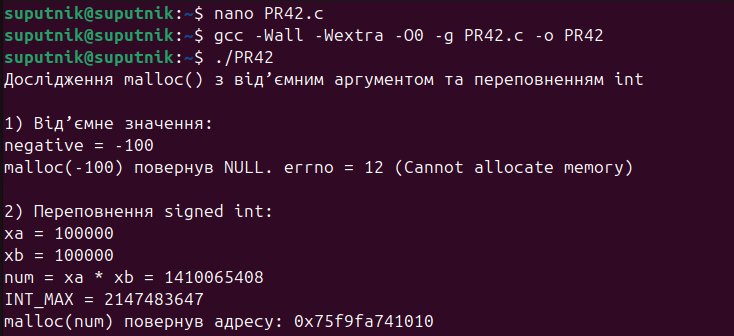 suputnik@suputnik:~$ nano PR42.c
suputnik@suputnik:~$ gcc -Wall -Wextra -O0 -g PR42.c -o PR42
suputnik@suputnik:~$ ./PR42
Дослідження malloc() з від’ємним аргументом та переповненням int
1) Від’ємне значення:
negative = -100
malloc(-100) повернув NULL. errno = 12 (Cannot allocate memory)
2) Переповнення signed int:
xa = 100000
xb = 100000
num = xa * xb = 1410065408
INT_MAX = 2147483647
malloc(num) повернув адресу: 0x75f9fa741010